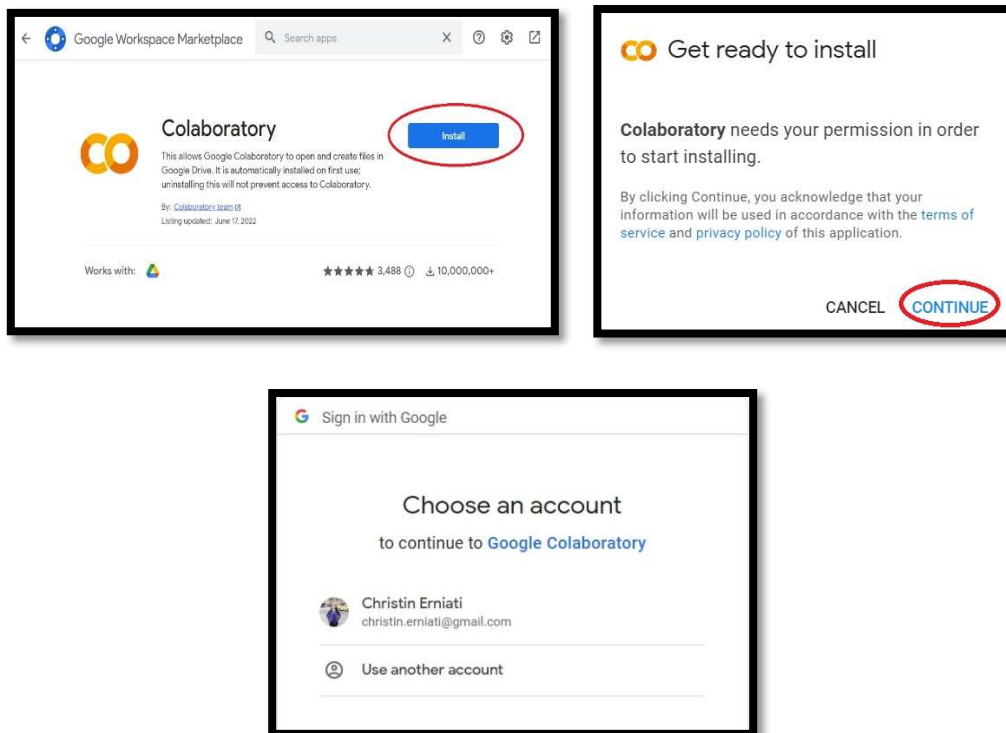 Google Workspace Marketplace
Search apps
Colaboratory
Install
This allows Google Colaboratory to open and create files in
Google Drive. It is automatically installed on first use;
uninstalling this will not prevent access to Colaboratory.
By: Colaboratory team
Listing updated: June 17, 2022
Works with:
3,488
10,000,000+
Get ready to install
Colaboratory needs your permission in order
to start installing.
By clicking Continue, you acknowledge that your
information will be used in accordance with the terms of
service and privacy policy of this application.
CANCEL CONTINUE
Sign in with Google
Choose an account
to continue to Google Colaboratory
Christin Erniati
christin.erniati@gmail.com
Use another account